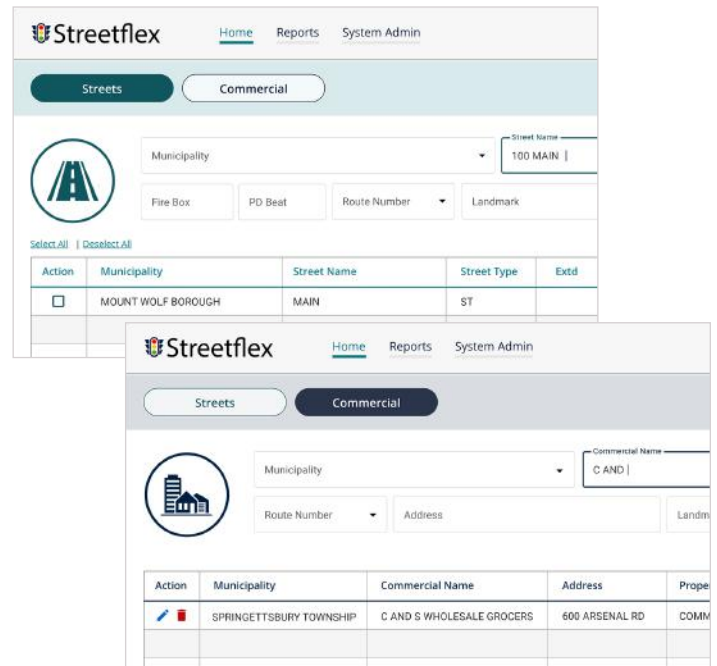 Streetflex Home Reports System Admin
Streets Commercial
Street Name
Municipality 100 MAIN |
Fire Box PD Beat Route Number Landmark
Select All | Deselect All
Action Municipality Street Name Street Type Extd
MOUNT WOLF BOROUGH MAIN ST
Streetflex Home Reports System Admin
Streets Commercial
Commercial Name
Municipality C AND |
Route Number Address Landm
Action Municipality Commercial Name Address Prope
SPRINGETTSBURY TOWNSHIP C AND S WHOLESALE GROCERS 600 ARSENAL RD COMM